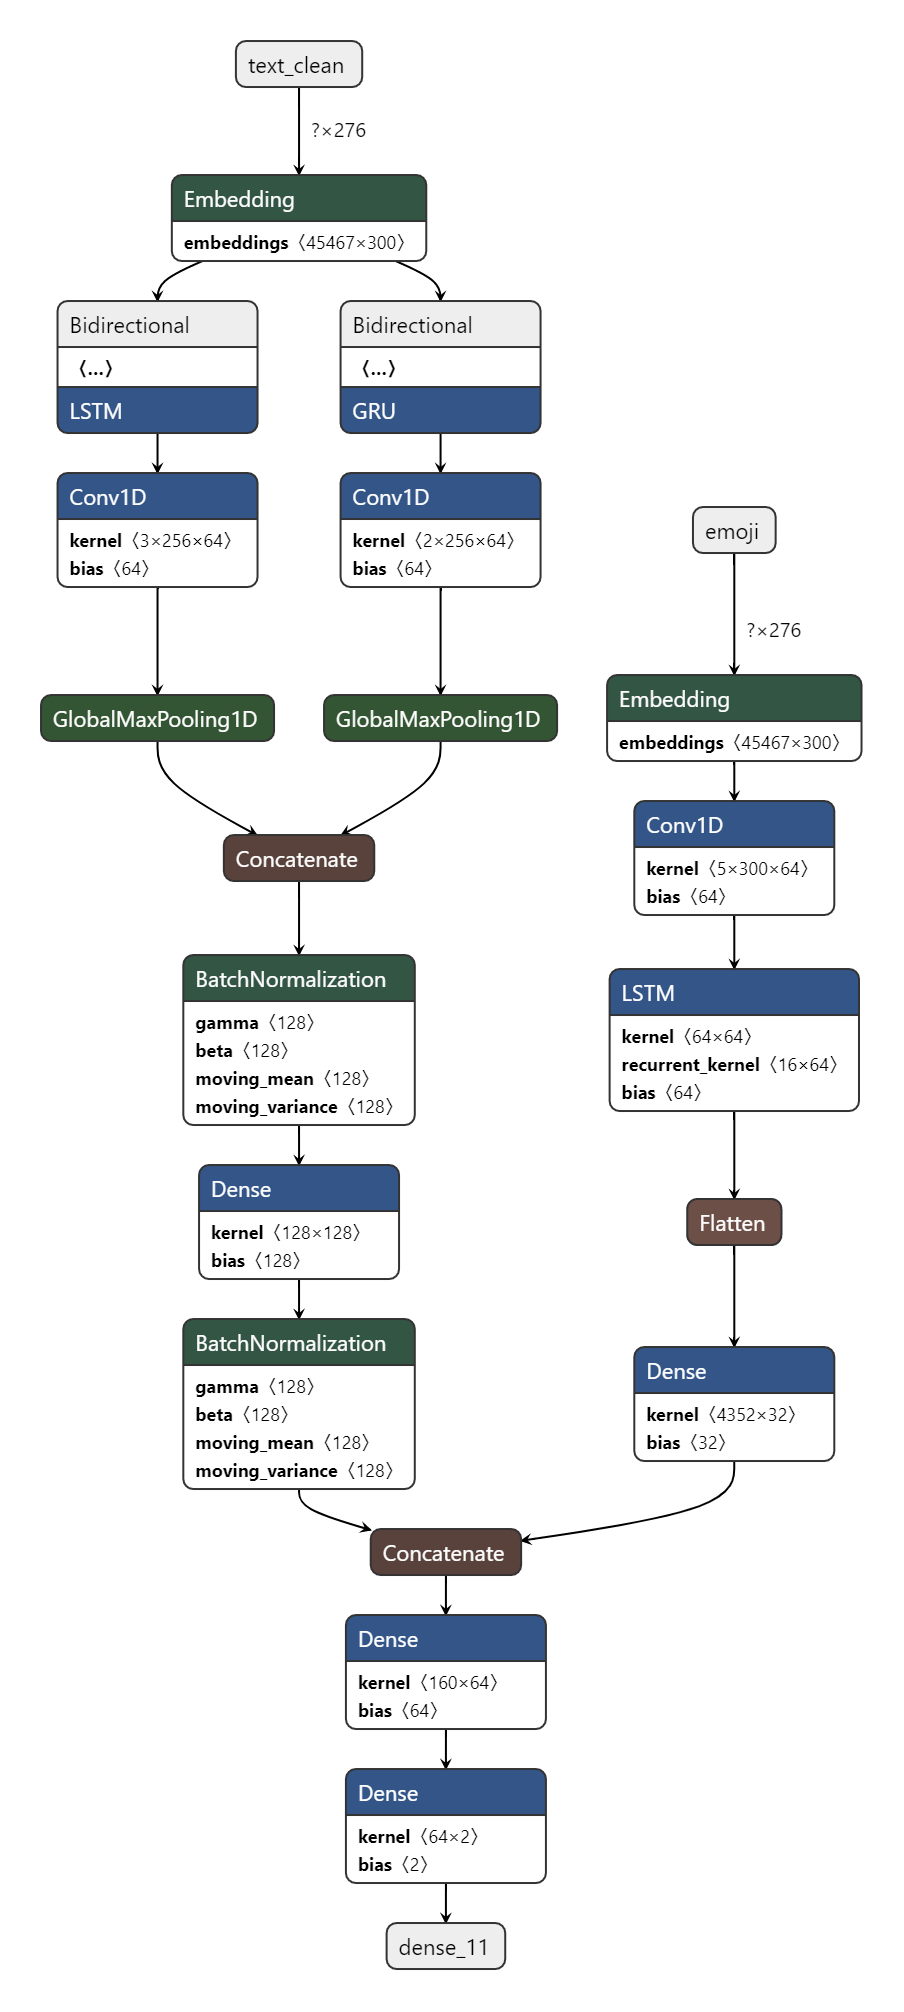 text_clean
?×276
Embedding
embeddings〈45467×300〉
Bidirectional
〈...〉
LSTM
Bidirectional
〈...〉
GRU
Conv1D
kernel〈3×256×64〉
bias〈64〉
Conv1D
kernel〈2×256×64〉
bias〈64〉
GlobalMaxPooling1D
GlobalMaxPooling1D
Concatenate
BatchNormalization
gamma〈128〉
beta〈128〉
moving_mean〈128〉
moving_variance〈128〉
Dense
kernel〈128×128〉
bias〈128〉
BatchNormalization
gamma〈128〉
beta〈128〉
moving_mean〈128〉
moving_variance〈128〉
emoji
?×276
Embedding
embeddings〈45467×300〉
Conv1D
kernel〈5×300×64〉
bias〈64〉
LSTM
kernel〈64×64〉
recurrent_kernel〈16×64〉
bias〈64〉
Flatten
Dense
kernel〈4352×32〉
bias〈32〉
Concatenate
Dense
kernel〈160×64〉
bias〈64〉
Dense
kernel〈64×2〉
bias〈2〉
dense_11